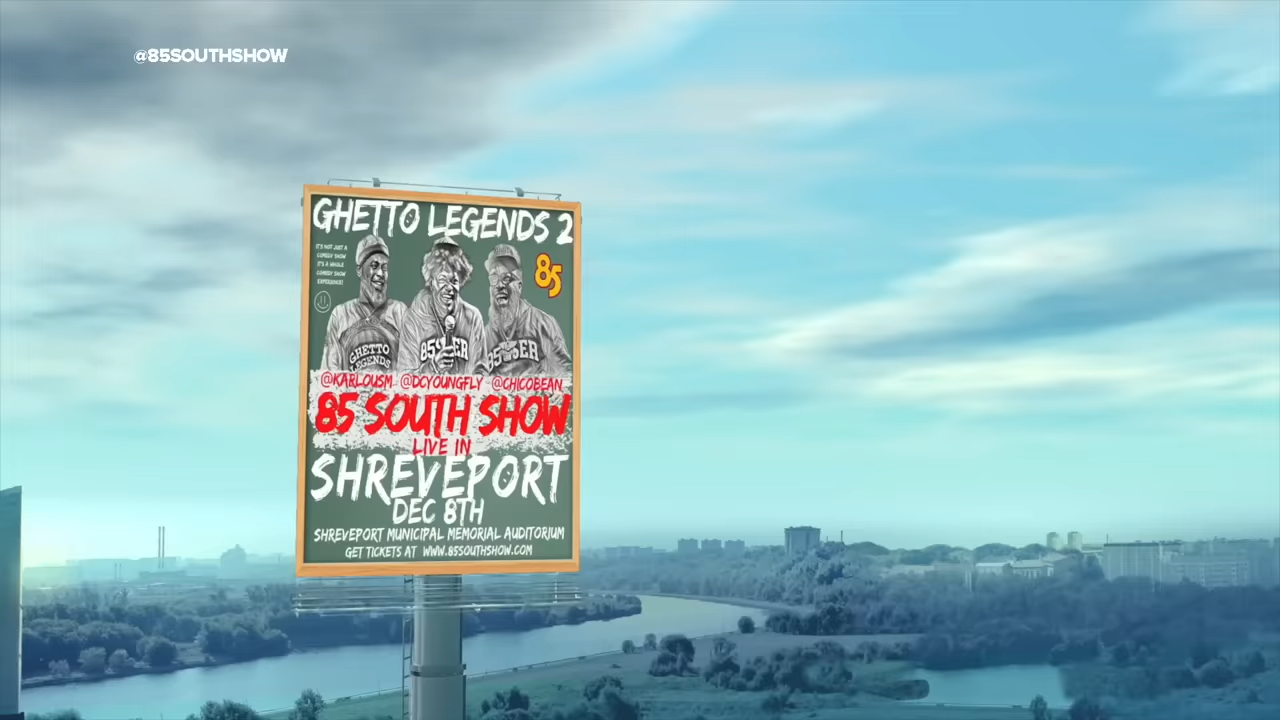 @85SOUTHSHOW
GHETTO LEGENDS 2
IT'S NOT JUST A
COMEDY SHOW
IT'S A WHOLE
COMEDY SHOW
EXPERIENCE!
85
GHETTO
LEGENDS
@KARLOUSM @DCYOUNGFLY @CHICOBEAN
85 SOUTH SHOW
LIVE IN
SHREVEPORT
DEC 8TH
SHREVEPORT MUNICIPAL MEMORIAL AUDITORIUM
GET TICKETS AT WWW.85SOUTHSHOW.COM